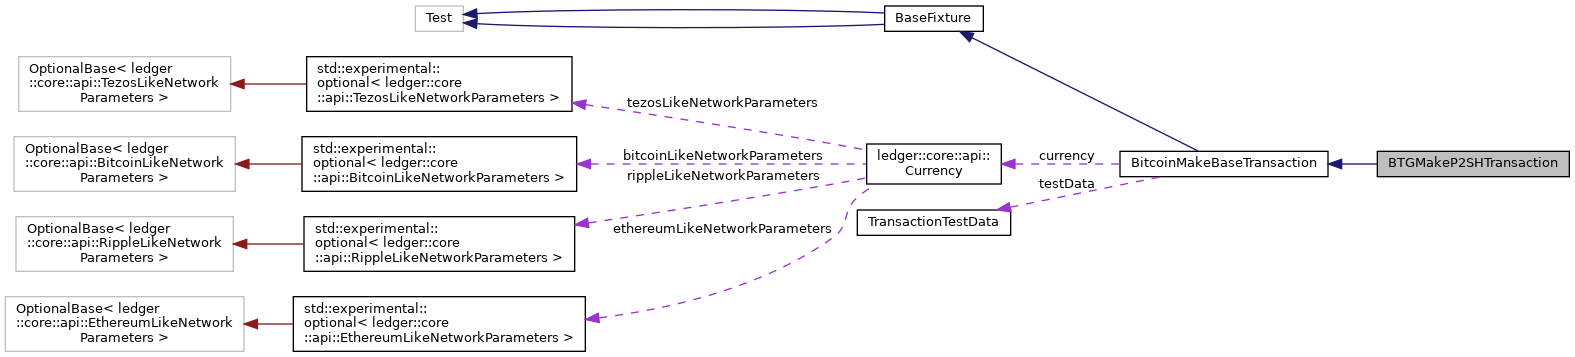 Test
BaseFixture
OptionalBase< ledger
::core::api::TezosLikeNetwork
Parameters >
std::experimental::
optional< ledger::core
::api::TezosLikeNetworkParameters >
tezosLikeNetworkParameters
OptionalBase< ledger
::core::api::BitcoinLikeNetwork
Parameters >
std::experimental::
optional< ledger::core
::api::BitcoinLikeNetworkParameters >
bitcoinLikeNetworkParameters
rippleLikeNetworkParameters
ledger::core::api::
Currency
currency
testData
BitcoinMakeBaseTransaction
BTGMakeP2SHTransaction
TransactionTestData
OptionalBase< ledger
::core::api::RippleLikeNetwork
Parameters >
std::experimental::
optional< ledger::core
::api::RippleLikeNetworkParameters >
ethereumLikeNetworkParameters
OptionalBase< ledger
::core::api::EthereumLikeNetwork
Parameters >
std::experimental::
optional< ledger::core
::api::EthereumLikeNetworkParameters >